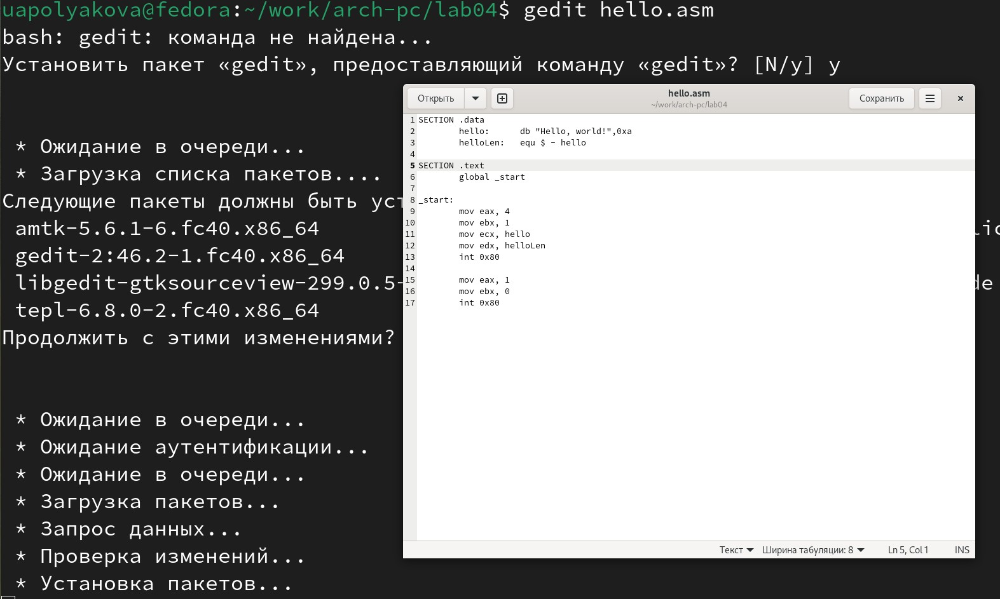 uapolyakova@fedora:~/work/arch-pc/lab04$ gedit hello.asm
bash: gedit: команда не найдена...
Установить пакет «gedit», предоставляющий команду «gedit»? [N/y] y
* Ожидание в очереди...
* Загрузка списка пакетов....
Следующие пакеты должны быть
amtk-5.6.1-6.fc40.x86_64
gedit-2:46.2-1.fc40.x86_64
libgedit-gtksourceview-299.0.5-
tepl-6.8.0-2.fc40.x86_64
Продолжить с этими изменениями?
* Ожидание в очереди...
* Ожидание аутентификации...
* Ожидание в очереди...
* Загрузка пакетов...
* Запрос данных...
* Проверка изменений...
* Установка пакетов...
Открыть
hello.asm
~/work/arch-pc/lab04
Сохранить
1 SECTION .data
2 hello: db "Hello, world!",0xa
3 helloLen: equ $ - hello
4
5 SECTION .text
6 global _start
7
8 _start:
9 mov eax, 4
10 mov ebx, 1
11 mov ecx, hello
12 mov edx, helloLen
13 int 0x80
14
15 mov eax, 1
16 mov ebx, 0
17 int 0x80
Текст Ширина табуляции: 8 Ln 5, Col 1 INS